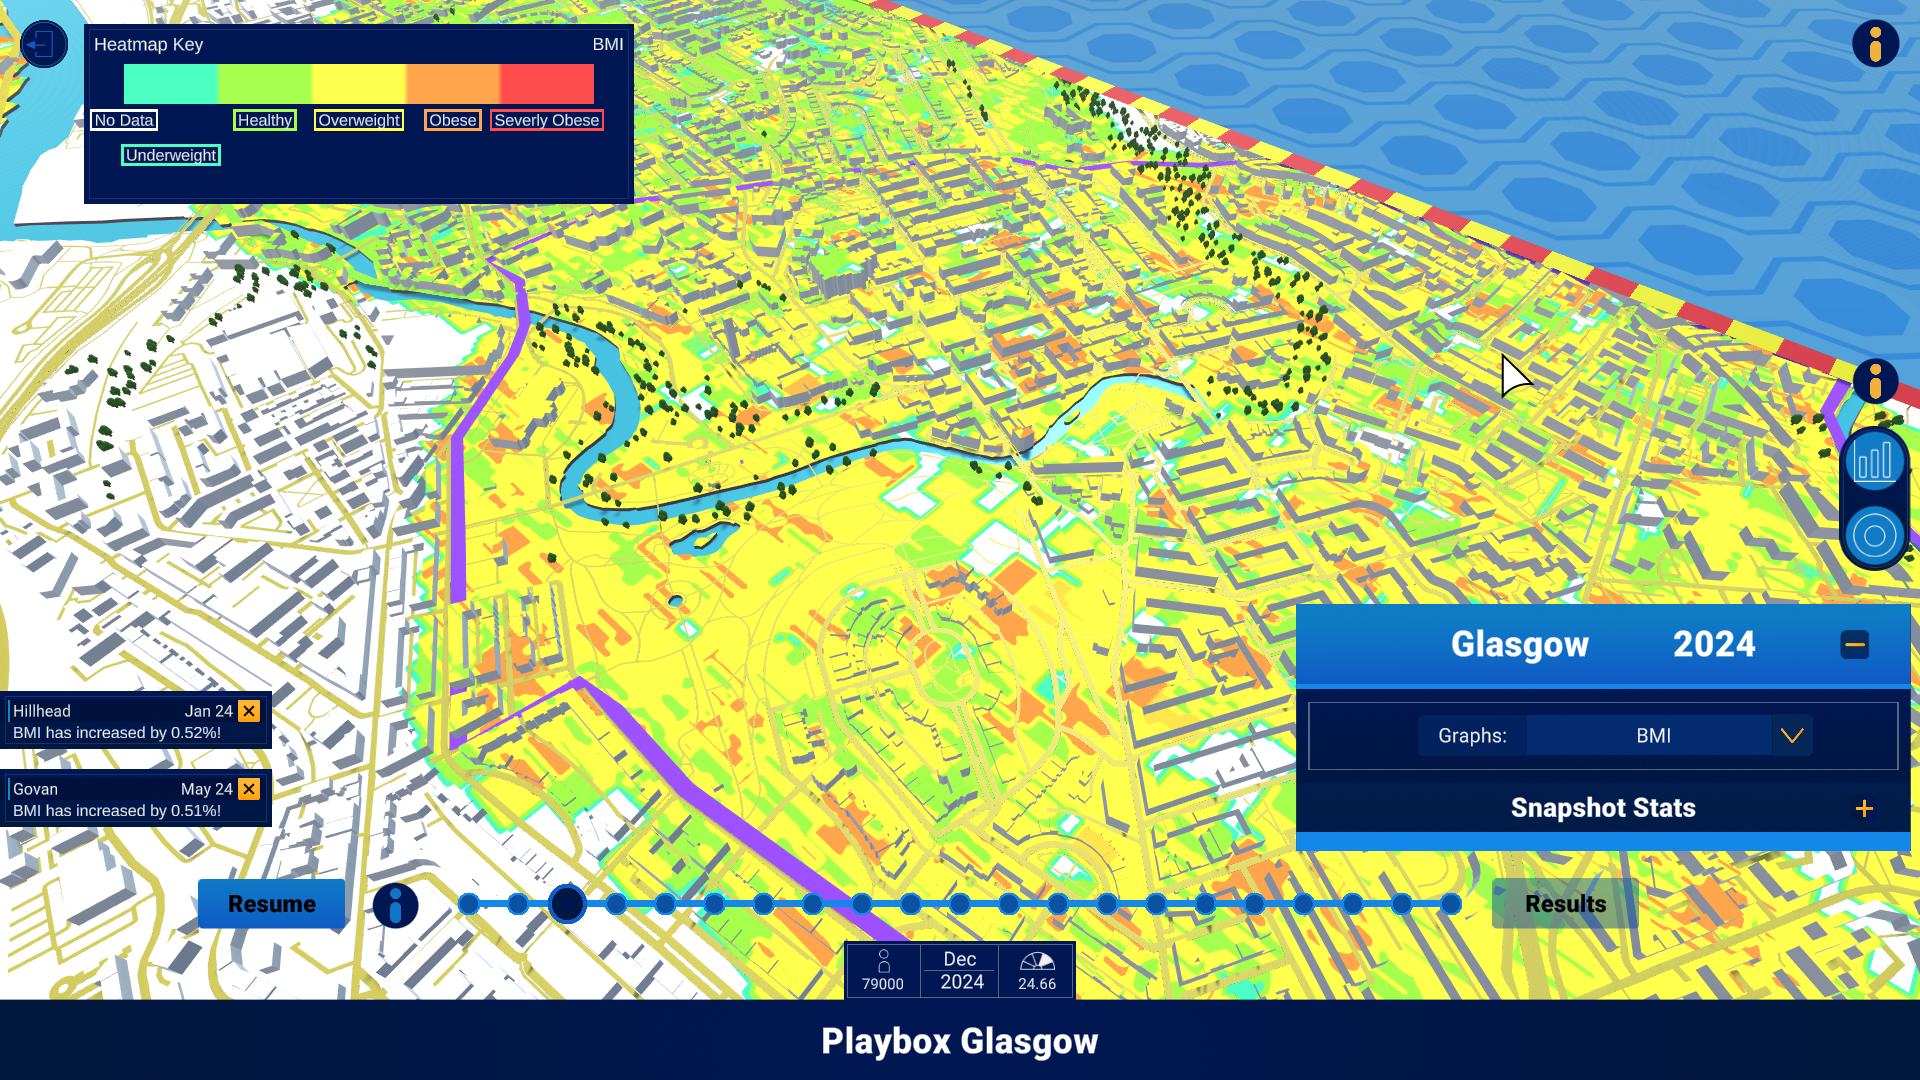 Heatmap Key BMI
No Data Healthy Overweight Obese Severly Obese
Underweight
Glasgow 2024
Graphs: BMI
Snapshot Stats
Hillhead Jan 24
BMI has increased by 0.52%!
Govan May 24
BMI has increased by 0.51%!
Resume
Results
79000 Dec 2024 24.66
Playbox Glasgow